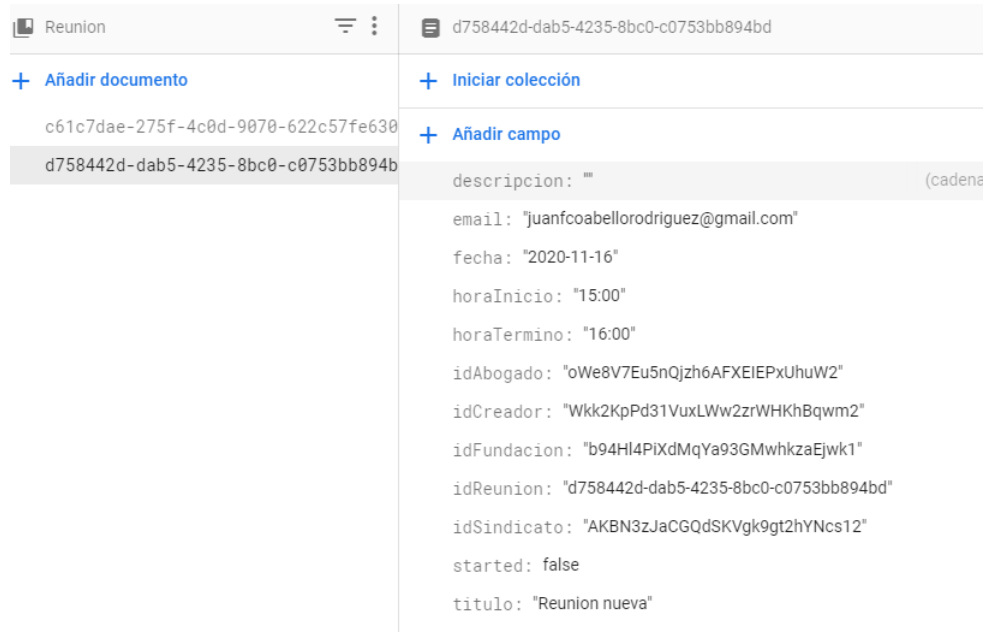 Reunion
Añadir documento
c61c7dae-275f-4c0d-9070-622c57fe630
d758442d-dab5-4235-8bc0-c0753bb894b
d758442d-dab5-4235-8bc0-c0753bb894bd
Iniciar colección
Añadir campo
descripcion: "" (cadena
email: "juanfcoabellorodriguez@gmail.com"
fecha: "2020-11-16"
horaInicio: "15:00"
horaTermino: "16:00"
idAbogado: "oWe8V7Eu5nQjzh6AFXEIEPxUhuW2"
idCreador: "Wkk2KpPd31VuxLWw2zrWHKhBqwm2"
idFundacion: "b94Hl4PiXdMqYa93GMwhkzaEjwk1"
idReunion: "d758442d-dab5-4235-8bc0-c0753bb894bd"
idSindicato: "AKBN3zJaCGQdSKVgk9gt2hYNcs12"
started: false
titulo: "Reunion nueva"